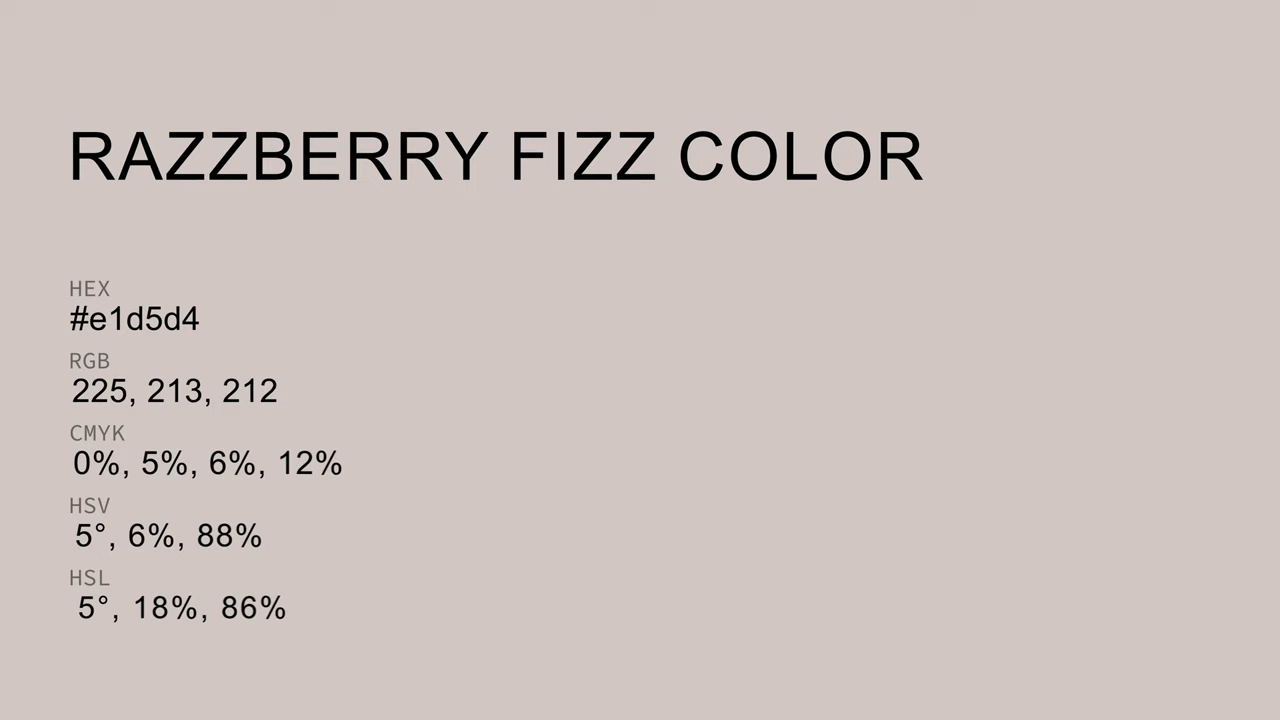 RAZZBERRY FIZZ COLOR
HEX
#e1d5d4
RGB
225, 213, 212
CMYK
0%, 5%, 6%, 12%
HSV
5°, 6%, 88%
HSL
5°, 18%, 86%